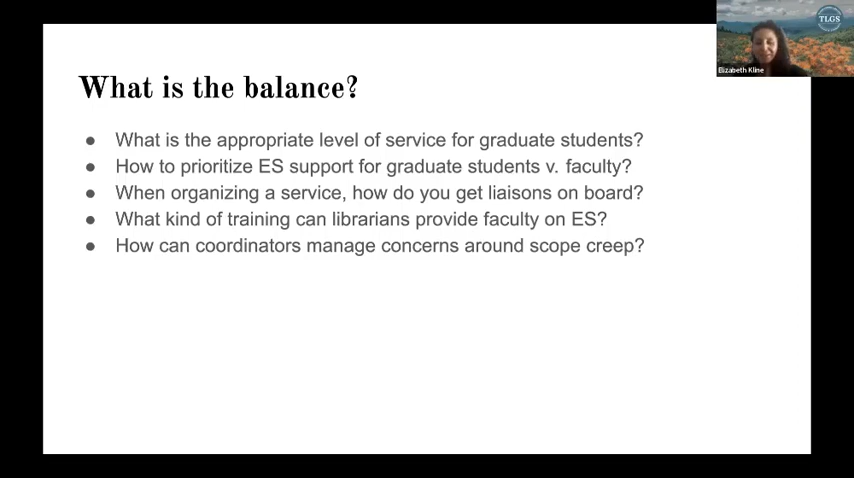 TLGS
Elizabeth Kline
What is the balance?
● What is the appropriate level of service for graduate students?
● How to prioritize ES support for graduate students v. faculty?
● When organizing a service, how do you get liaisons on board?
● What kind of training can librarians provide faculty on ES?
● How can coordinators manage concerns around scope creep?